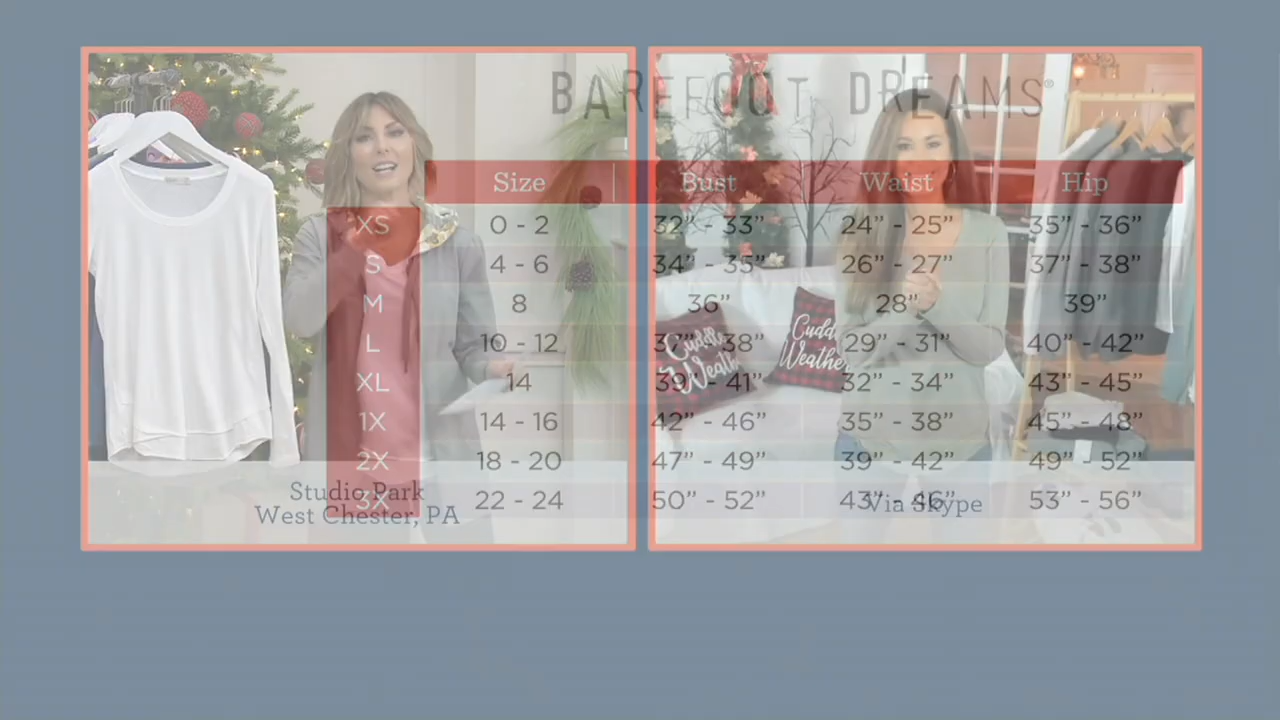 BAREFOOT DREAMS®
Size Bust Waist Hip
XS 0 - 2 32” - 33” 24” - 25” 35” - 36”
S 4 - 6 34” - 35” 26” - 27” 37” - 38”
M 8 36” 28” 39”
L 10 - 12 37” - 38” 29” - 31” 40” - 42”
XL 14 39” - 41” 32” - 34” 43” - 45”
1X 14 - 16 42” - 46” 35” - 38” 45” - 48”
2X 18 - 20 47” - 49” 39” - 42” 49” - 52”
3X 22 - 24 50” - 52” 43” - 46” 53” - 56”
Cuddle
Weather
Cuddle
Weather
Studio Park
West Chester, PA
Via Skype